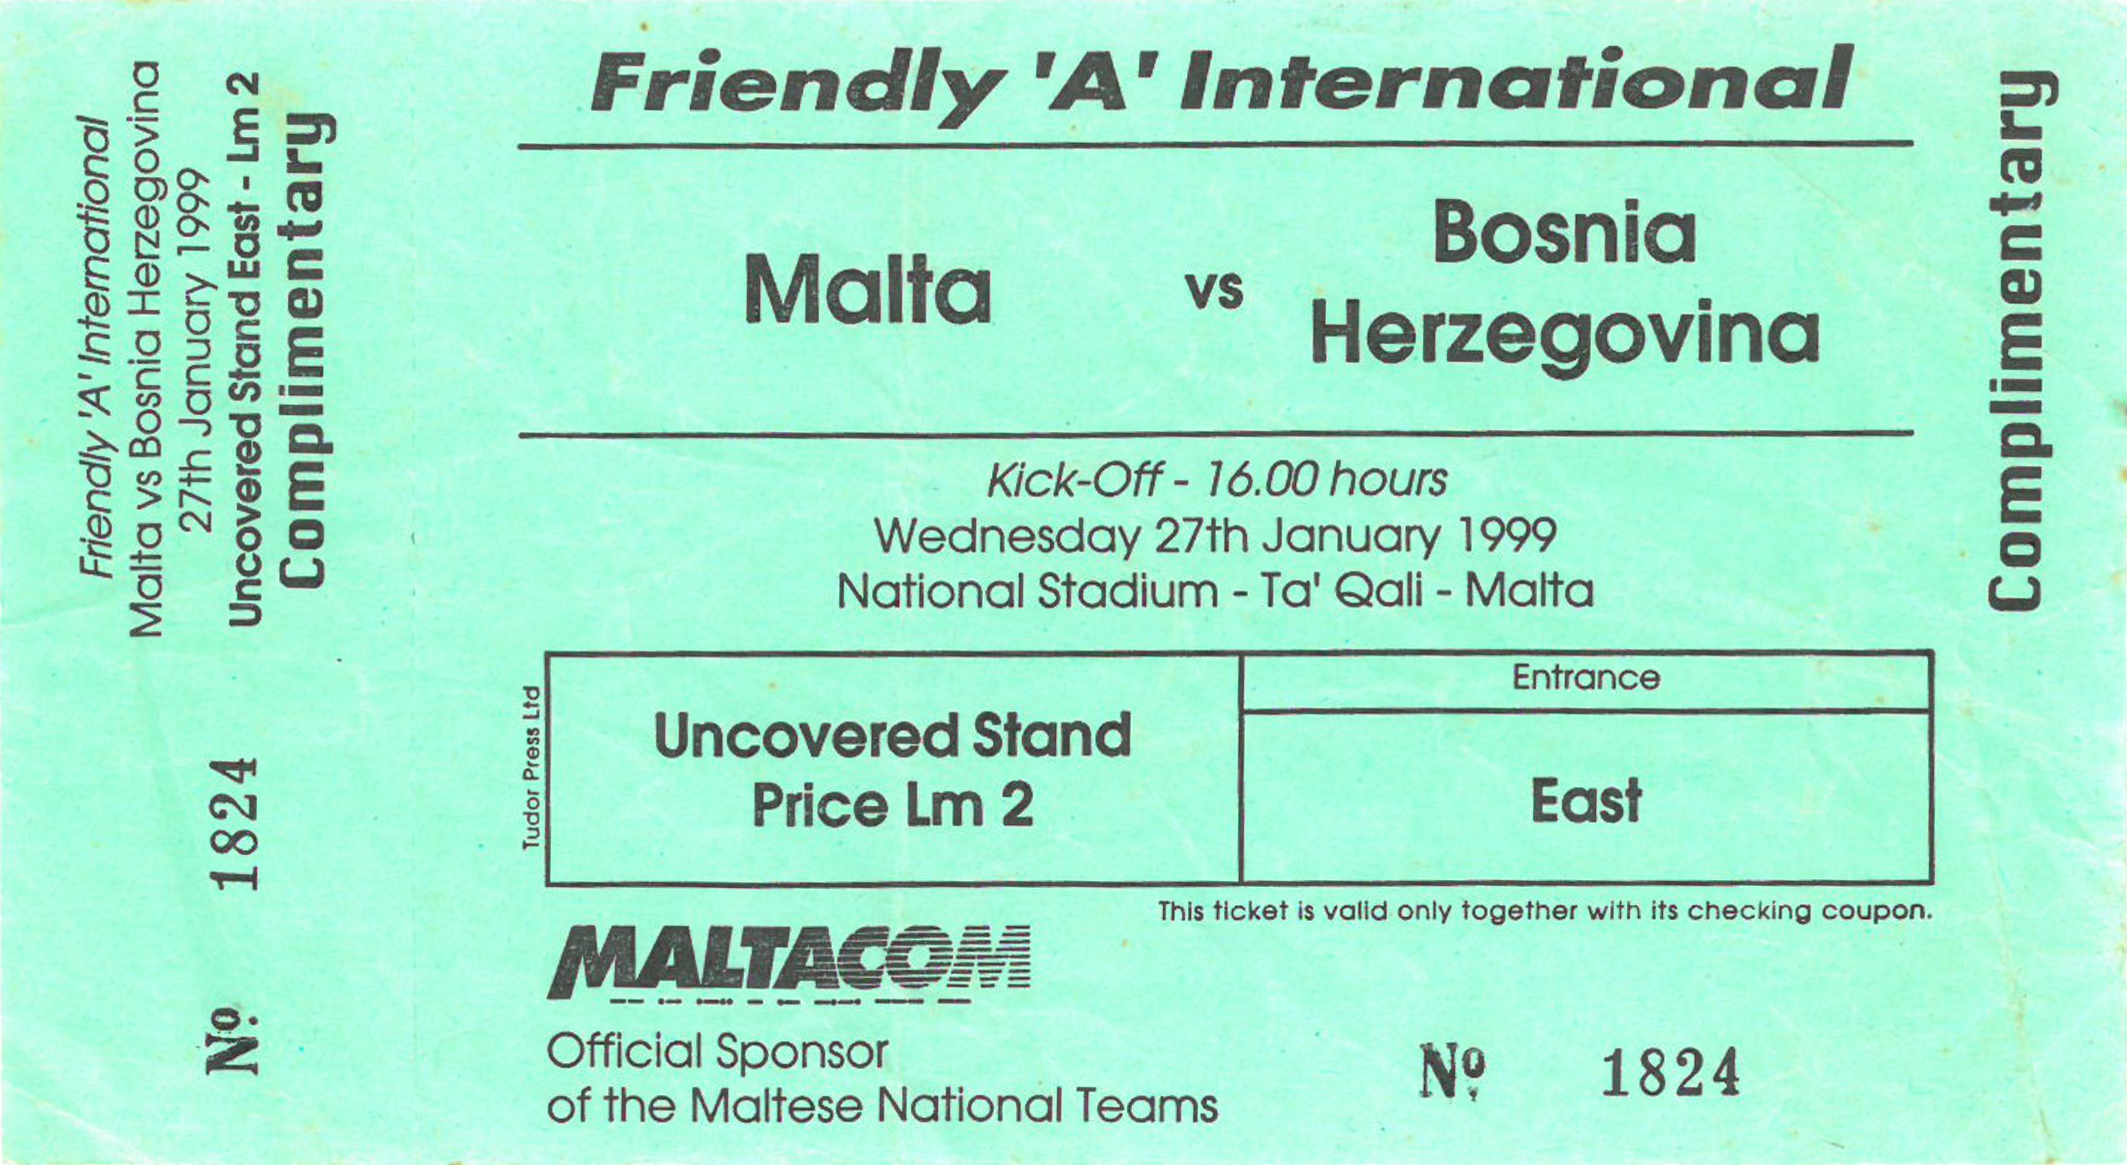 Friendly 'A' International
Malta vs Bosnia Herzegovina
27th January 1999
Uncovered Stand East - Lm 2
Complimentary
Nº 1824
Friendly 'A' International
Malta
vs
Bosnia
Herzegovina
Kick-Off - 16.00 hours
Wednesday 27th January 1999
National Stadium - Ta' Qali - Malta
Tudor Press Ltd
Uncovered Stand
Price Lm 2
Entrance
East
This ticket is valid only together with its checking coupon.
MALTACOM
Official Sponsor
of the Maltese National Teams
Nº 1824
Complimentary